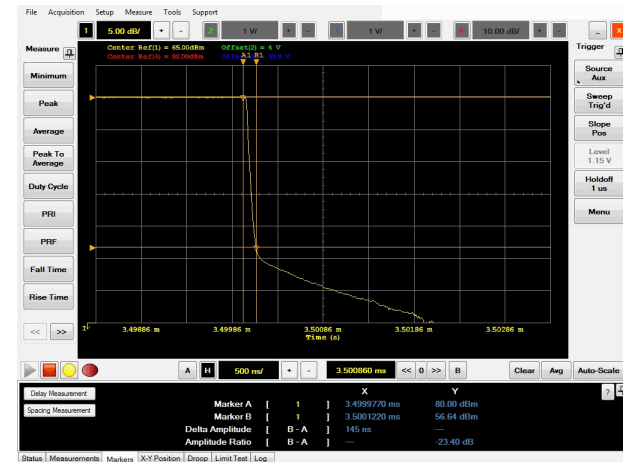 File Acquisition Setup Measure Tools Support
1 5.00 dB/ + - 2 1 V/ + - 1 V/ + - 10.00 dB/ + - _ X
Measure
Center Ref(1) = 65.00dBm Offset(2) = 4 V
Center Ref(4) = 80.00dBm
A1 B1
Trigger
Minimum
Peak
Average
Peak To
Average
Duty Cycle
PRI
PRF
Fall Time
Rise Time
<< >>
Source
Aux
Sweep
Trig'd
Slope
Pos
Level
1.15 V
Holdoff
1 us
Menu
3.49886 m 3.49986 m 3.50086 m 3.50186 m 3.50286 m
Time (s)
A H 500 ns/ + - 3.500860 ms << 0 >> B Clear Avg Auto-Scale
Delay Measurement
Spacing Measurement
X Y ?
Marker A [ 1 ] 3.4999770 ms 80.00 dBm
Marker B [ 1 ] 3.5001220 ms 56.64 dBm
Delta Amplitude [ B - A ] 145 ns ---
Amplitude Ratio [ B - A ] --- -23.40 dB
Status Measurements Markers X-Y Position Droop Limit Test Log